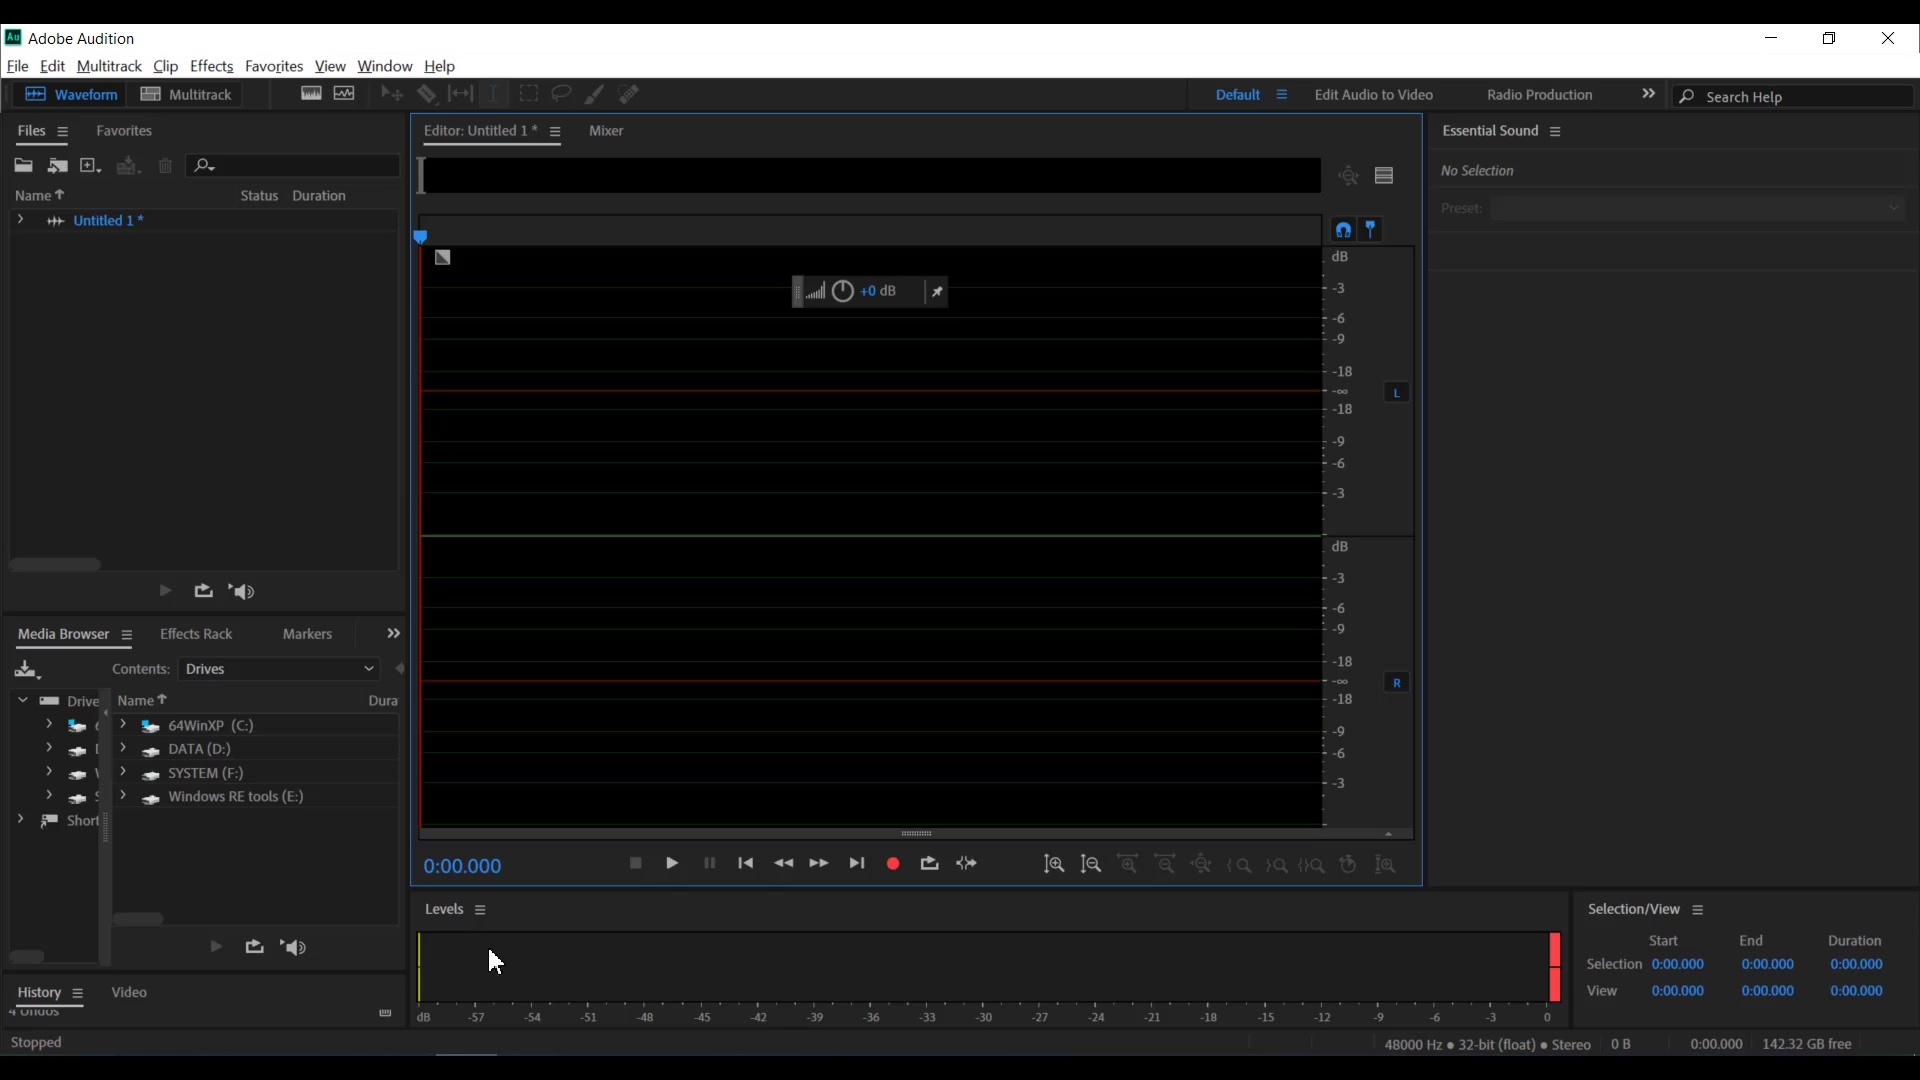 Au Adobe Audition
File Edit Multitrack Clip Effects Favorites View Window Help
Waveform Multitrack Default Edit Audio to Video Radio Production Search Help
Files Favorites
Name Status Duration
Untitled 1 *
Editor: Untitled 1 * Mixer
+0 dB
dB
-3
-6
-9
-18
-∞
-18
-9
-6
-3
L
dB
-3
-6
-9
-18
-∞
-18
-9
-6
-3
R
Essential Sound
No Selection
Preset:
Media Browser Effects Rack Markers
Contents: Drives
Drive Name Dura
64WinXP (C:)
DATA (D:)
SYSTEM (F:)
Windows RE tools (E:)
Short
0:00.000
Levels
dB -57 -54 -51 -48 -45 -42 -39 -36 -33 -30 -27 -24 -21 -18 -15 -12 -9 -6 -3 0
Selection/View
Start End Duration
Selection 0:00.000 0:00.000 0:00.000
View 0:00.000 0:00.000 0:00.000
History Video
4 Undos
Stopped
48000 Hz ● 32-bit (float) ● Stereo 0 B 0:00.000 142.32 GB free